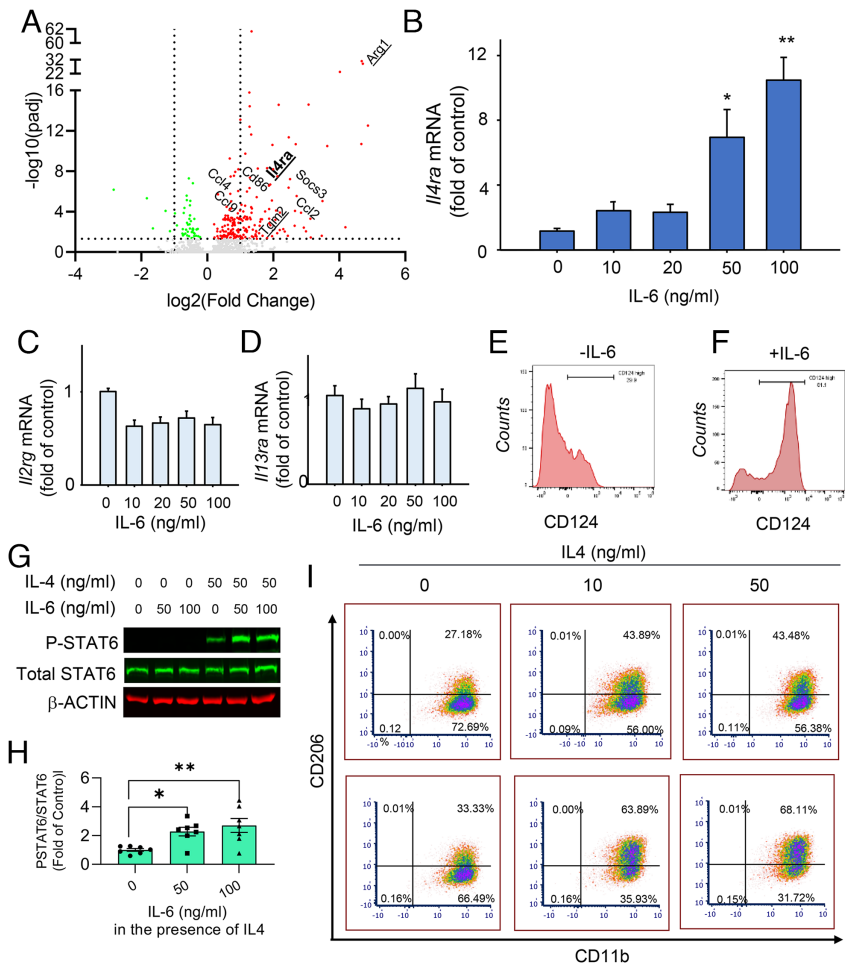 A
62
60
32
22
16
12
8
4
0
-log10(padj)
-4
-2
0
2
4
6
log2(Fold Change)
Arg1
Il4ra
Ccl4
Cd86
Socs3
Ccl9
Ccl2
Tgm2
B
Il4ra mRNA
(fold of control)
12
8
4
0
*
**
0 10 20 50 100
IL-6 (ng/ml)
C
Il2rg mRNA
(fold of control)
1
0
0 10 20 50 100
IL-6 (ng/ml)
D
Il13ra mRNA
(fold of control)
1
0
0 10 20 50 100
IL-6 (ng/ml)
E
-IL-6
Counts
CD124 high
CD124
F
+IL-6
Counts
CD124 high
CD124
G
IL-4 (ng/ml) 0 0 0 50 50 50
IL-6 (ng/ml) 0 50 100 0 50 100
P-STAT6
Total STAT6
β-ACTIN
H
PSTAT6/STAT6
(Fold of Control)
6
4
2
0
*
**
0 50 100
IL-6 (ng/ml)
in the presence of IL4
I
IL4 (ng/ml)
0 10 50
0.00% 27.18%
0.12 % 72.69%
0.01% 43.89%
0.09% 56.00%
0.01% 43.48%
0.11% 56.38%
0.01% 33.33%
0.16% 66.49%
0.00% 63.89%
0.16% 35.93%
0.01% 68.11%
0.15% 31.72%
CD206
CD11b